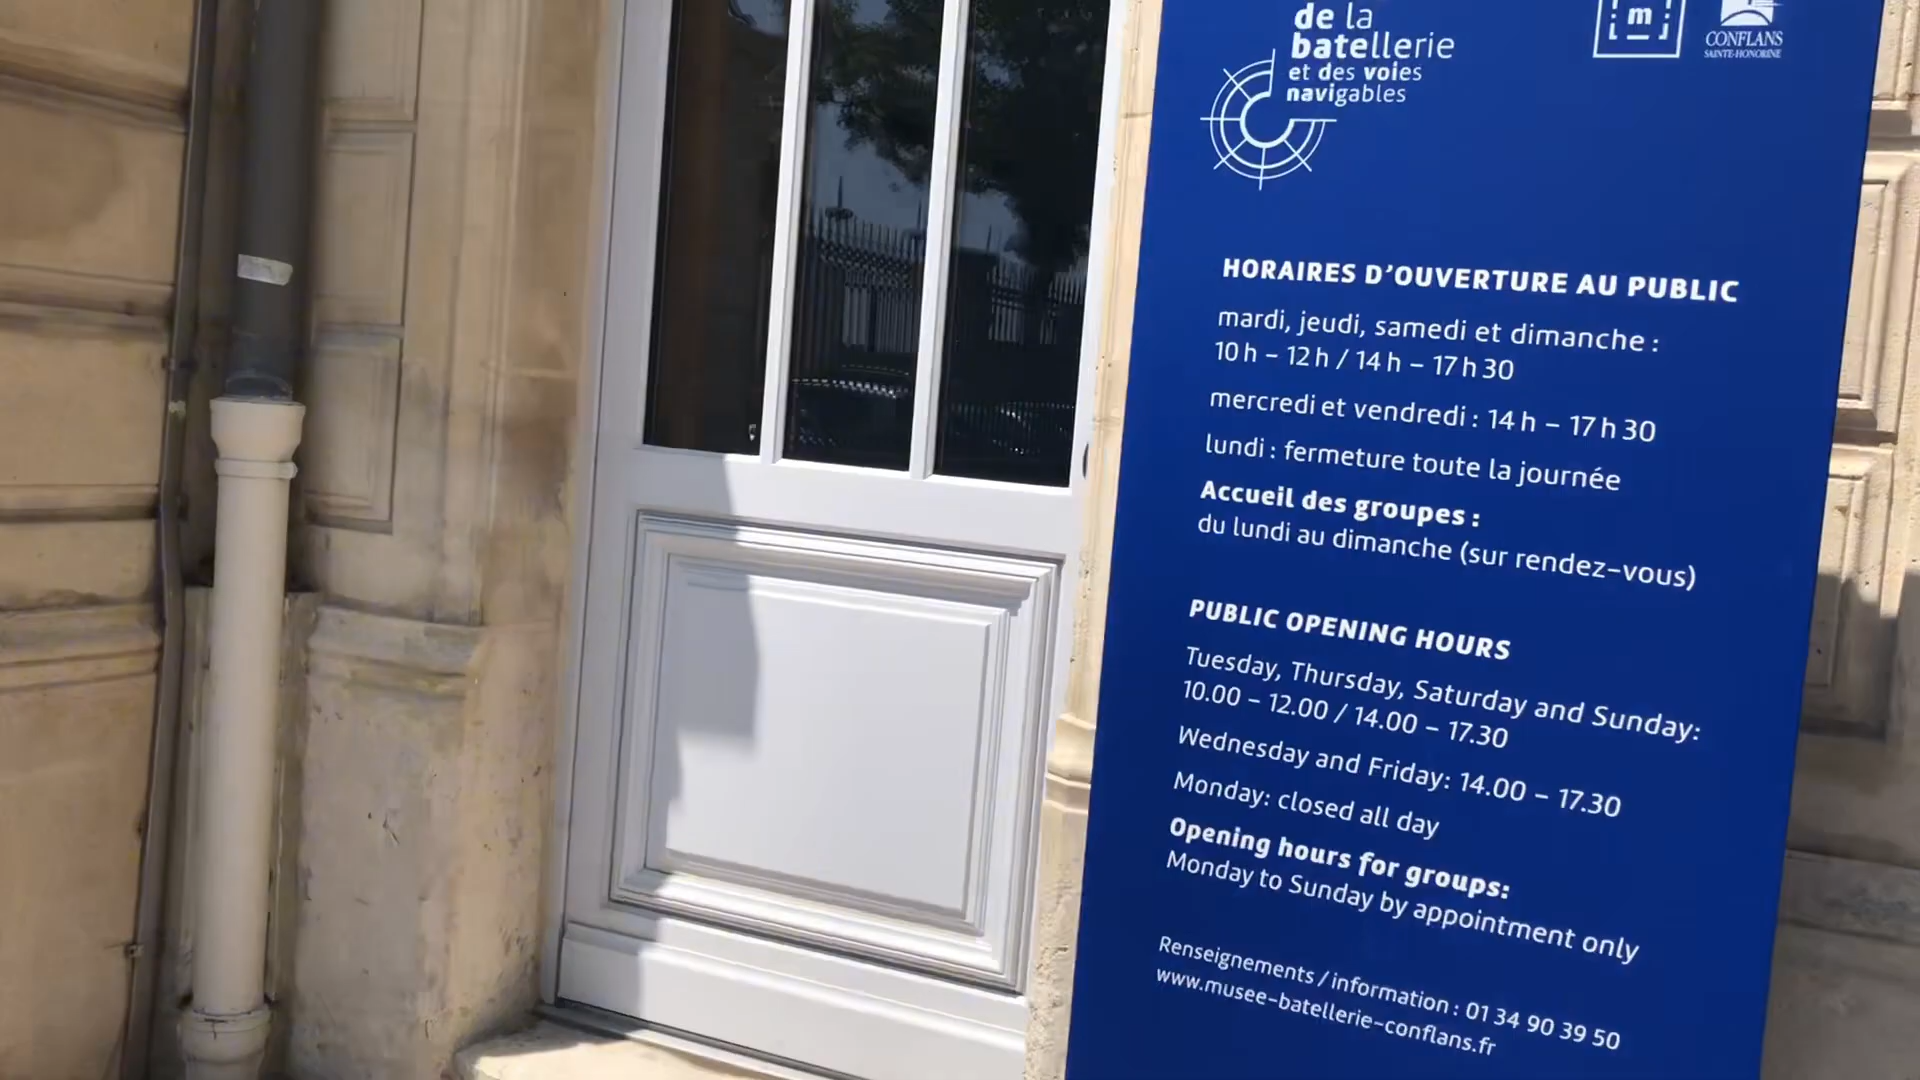 de la
batellerie
et des voies
navigables
m
CONFLANS
SAINTE-HONORINE
HORAIRES D'OUVERTURE AU PUBLIC
mardi, jeudi, samedi et dimanche :
10 h – 12 h / 14 h – 17 h 30
mercredi et vendredi : 14 h – 17 h 30
lundi : fermeture toute la journée
Accueil des groupes :
du lundi au dimanche (sur rendez-vous)
PUBLIC OPENING HOURS
Tuesday, Thursday, Saturday and Sunday:
10.00 – 12.00 / 14.00 – 17.30
Wednesday and Friday: 14.00 – 17.30
Monday: closed all day
Opening hours for groups:
Monday to Sunday by appointment only
Renseignements / information : 01 34 90 39 50
www.musee-batellerie-conflans.fr